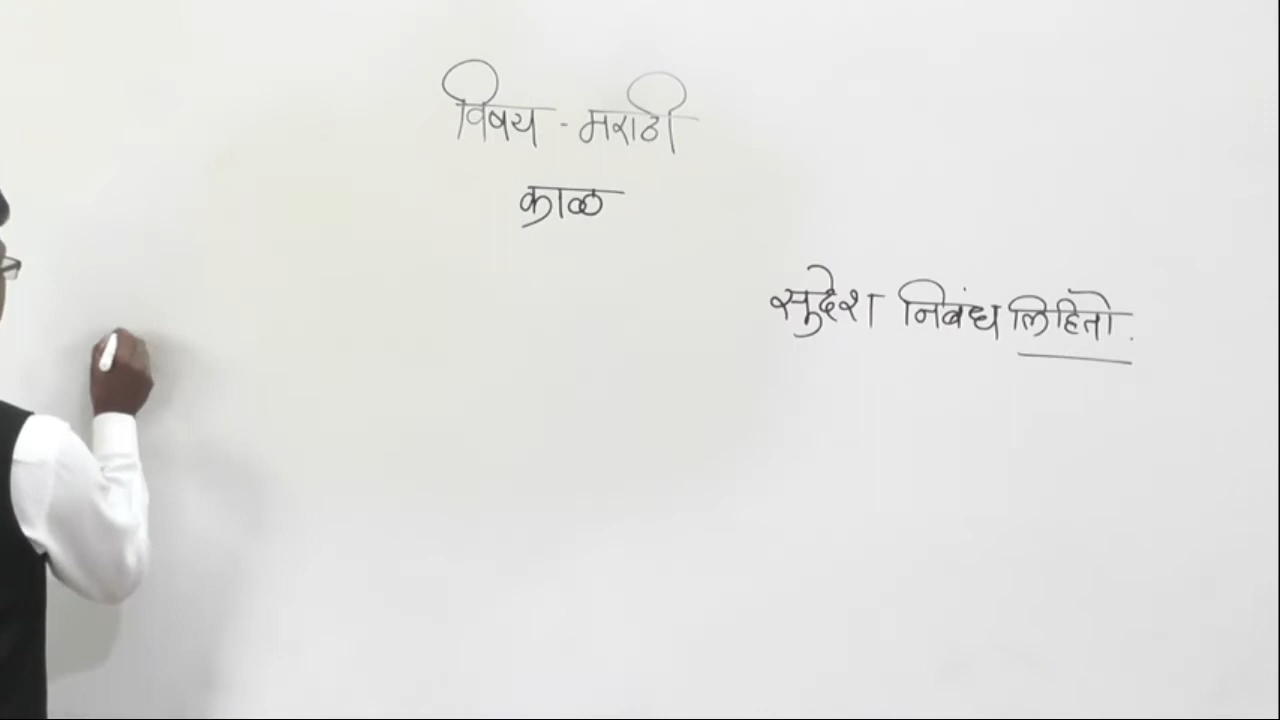 विषय - मराठी
काळ
सुदेश निबंध लिहितो.